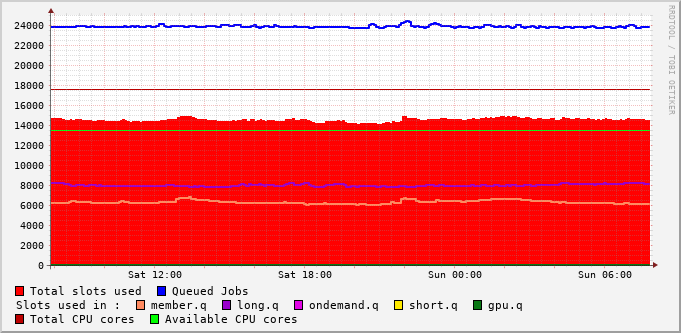 RRDTOOL / TOBI OETIKER
24000
22000
20000
18000
16000
14000
12000
10000
8000
6000
4000
2000
0
Sat 12:00 Sat 18:00 Sun 00:00 Sun 06:00
Total slots used Queued Jobs
Slots used in : member.q long.q ondemand.q short.q gpu.q
Total CPU cores Available CPU cores